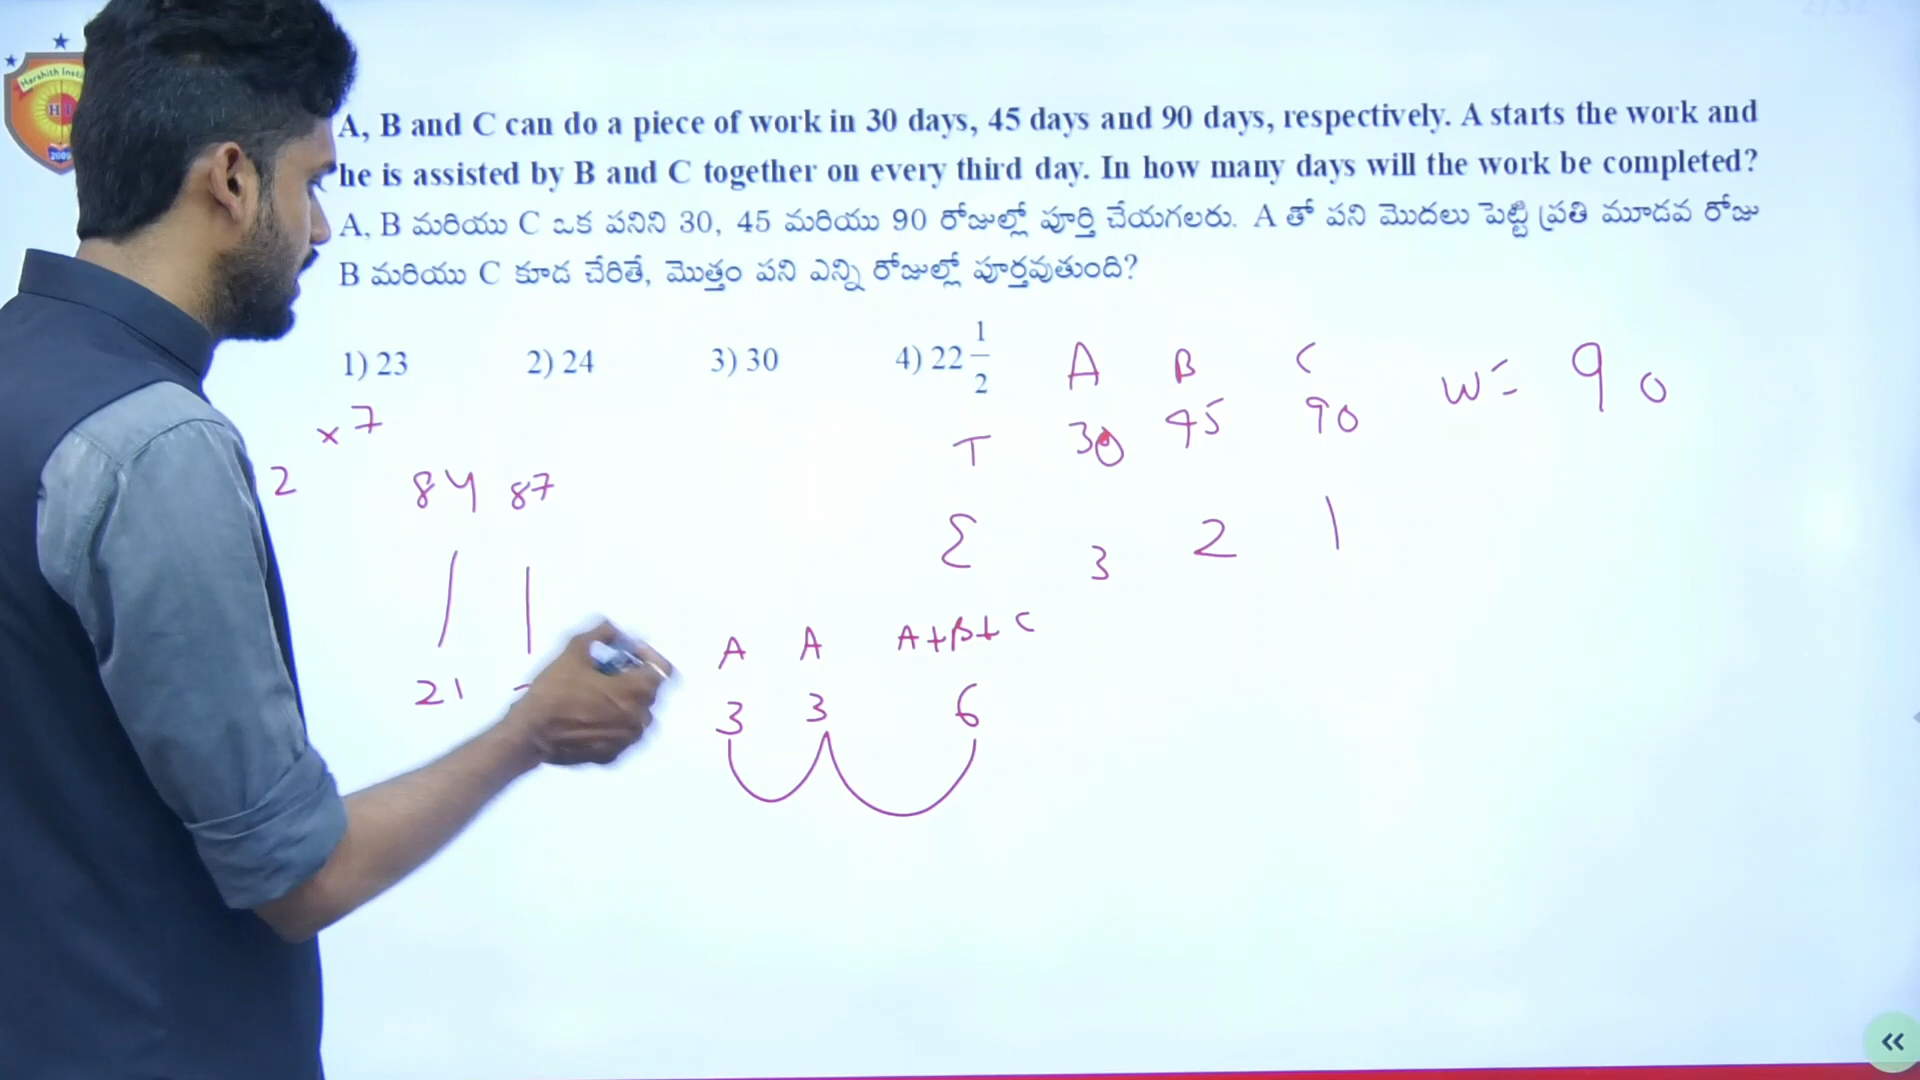 Harshith Insti
HI
2009
A, B and C can do a piece of work in 30 days, 45 days and 90 days, respectively. A starts the work and
he is assisted by B and C together on every third day. In how many days will the work be completed?
A, B మరియు C ఒక పనిని 30, 45 మరియు 90 రోజుల్లో పూర్తి చేయగలరు. A తో పని మొదలు పెట్టి ప్రతి మూడవ రోజు
B మరియు C కూడ చేరితే, మొత్తం పని ఎన్ని రోజుల్లో పూర్తవుతుంది?
1) 23 2) 24 3) 30 4) 22 1/2
A B C W = 90
T 30 45 90
x 7
2 84 87
Σ 3 2 1
A A A+B+C
21 3 3 6